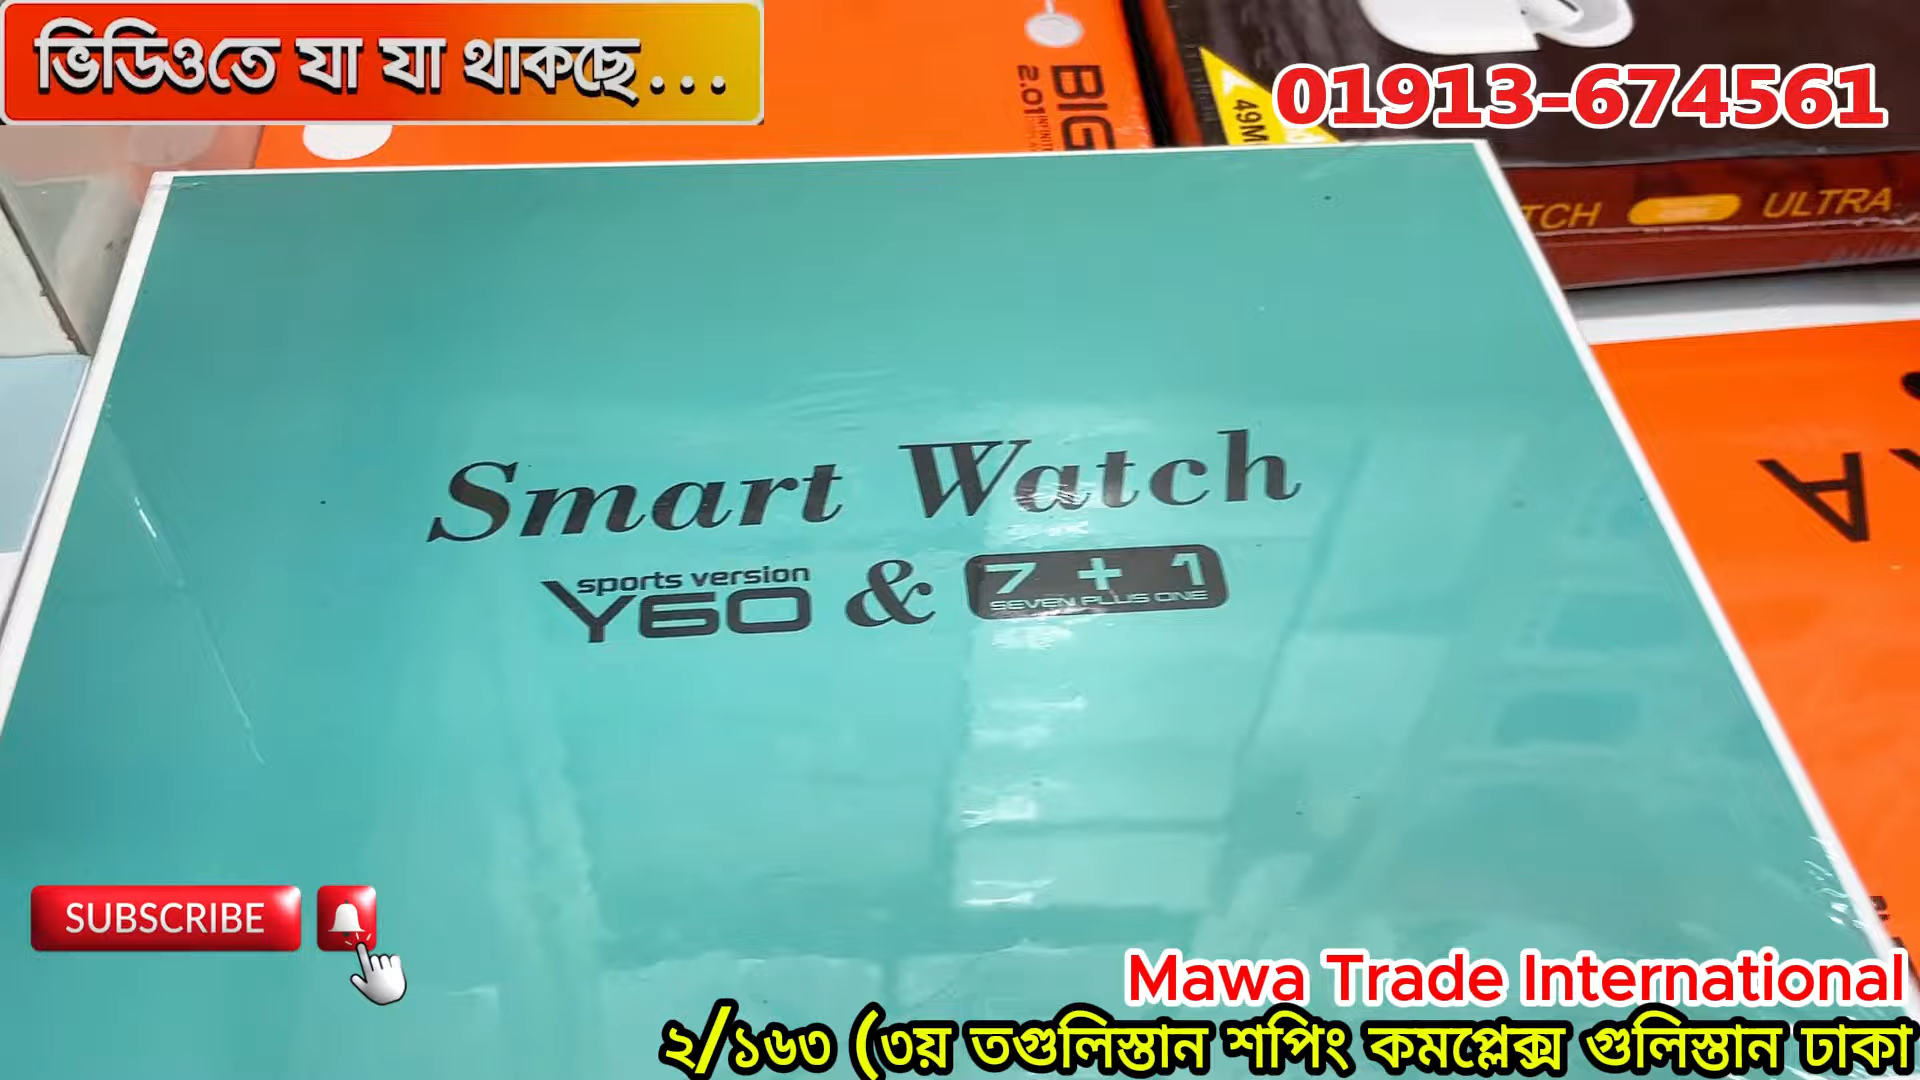 ভিডিওতে যা যা থাকছে...
01913-674561
BIG
2.01
49M
TCH ULTRA
Smart Watch
sports version
Y60 & 7 + 1
SEVEN PLUS ONE
SUBSCRIBE
Mawa Trade International
২/১৬৩ (৩য় তগুলিস্তান শপিং কমপ্লেক্স গুলিস্তান ঢাকা